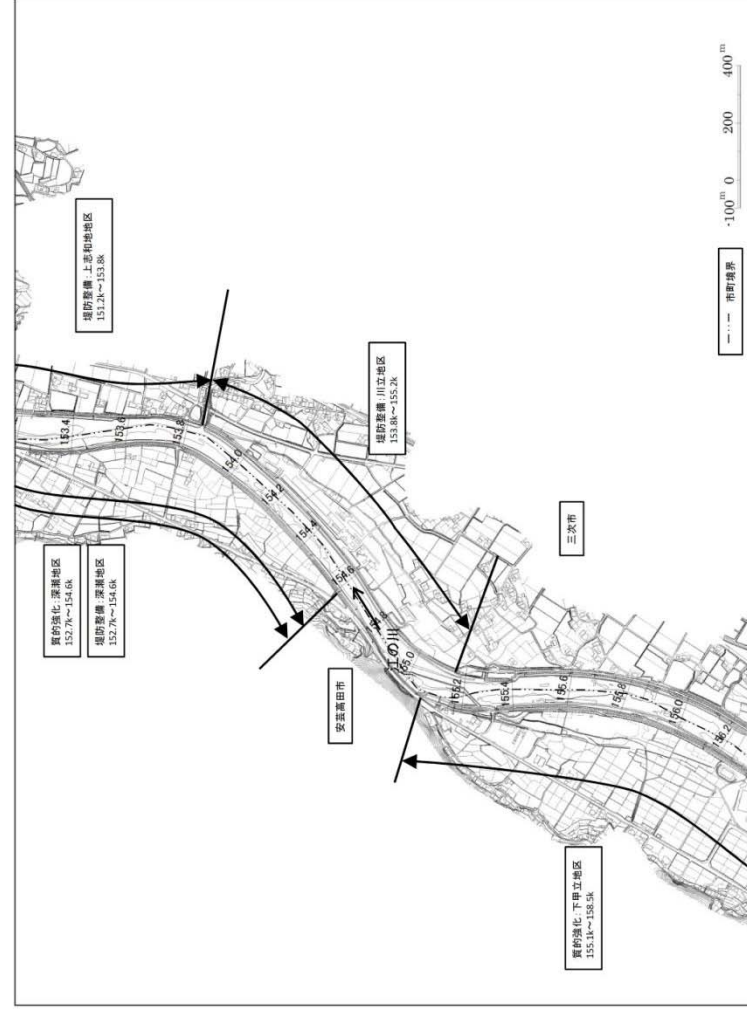 堤防整備:上志和地地区
151.2k～153.8k
質的強化:深瀬地区
152.7k～154.6k
堤防整備:深瀬地区
152.7k～154.6k
堤防整備:川立地区
153.8k～155.2k
安芸高田市
三次市
江の川
質的強化:下甲立地区
155.1k～158.5k
153.4
153.6
153.8
154.0
154.2
154.4
154.6
154.8
155.0
155.2
155.4
155.6
155.8
156.0
156.2
市町境界
-100m 0 200 400m